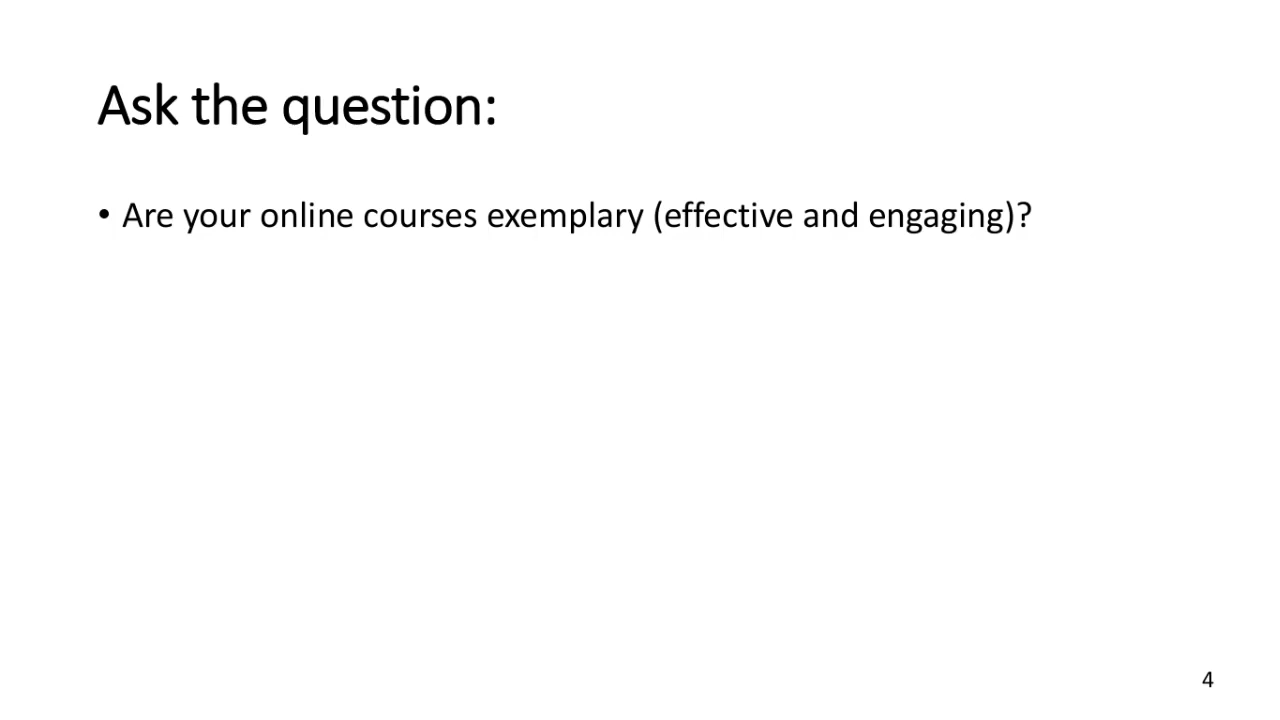 Ask the question:
• Are your online courses exemplary (effective and engaging)?
4